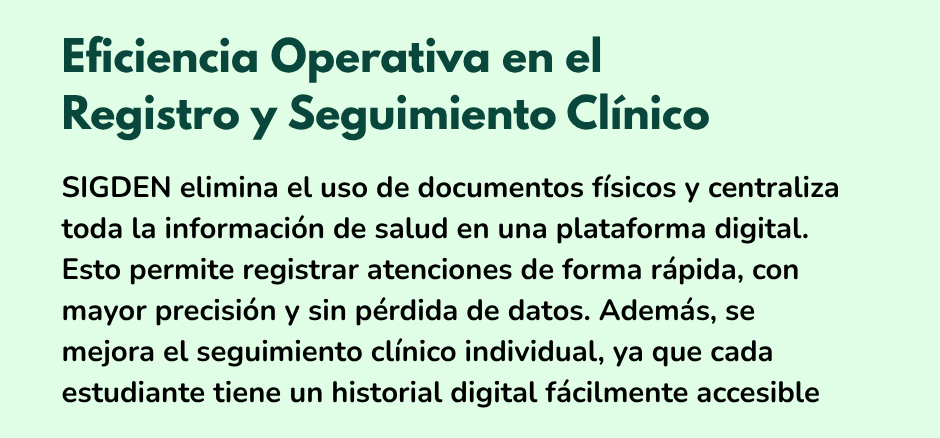 Eficiencia Operativa en el
Registro y Seguimiento Clínico
SIGDEN elimina el uso de documentos físicos y centraliza
toda la información de salud en una plataforma digital.
Esto permite registrar atenciones de forma rápida, con
mayor precisión y sin pérdida de datos. Además, se
mejora el seguimiento clínico individual, ya que cada
estudiante tiene un historial digital fácilmente accesible